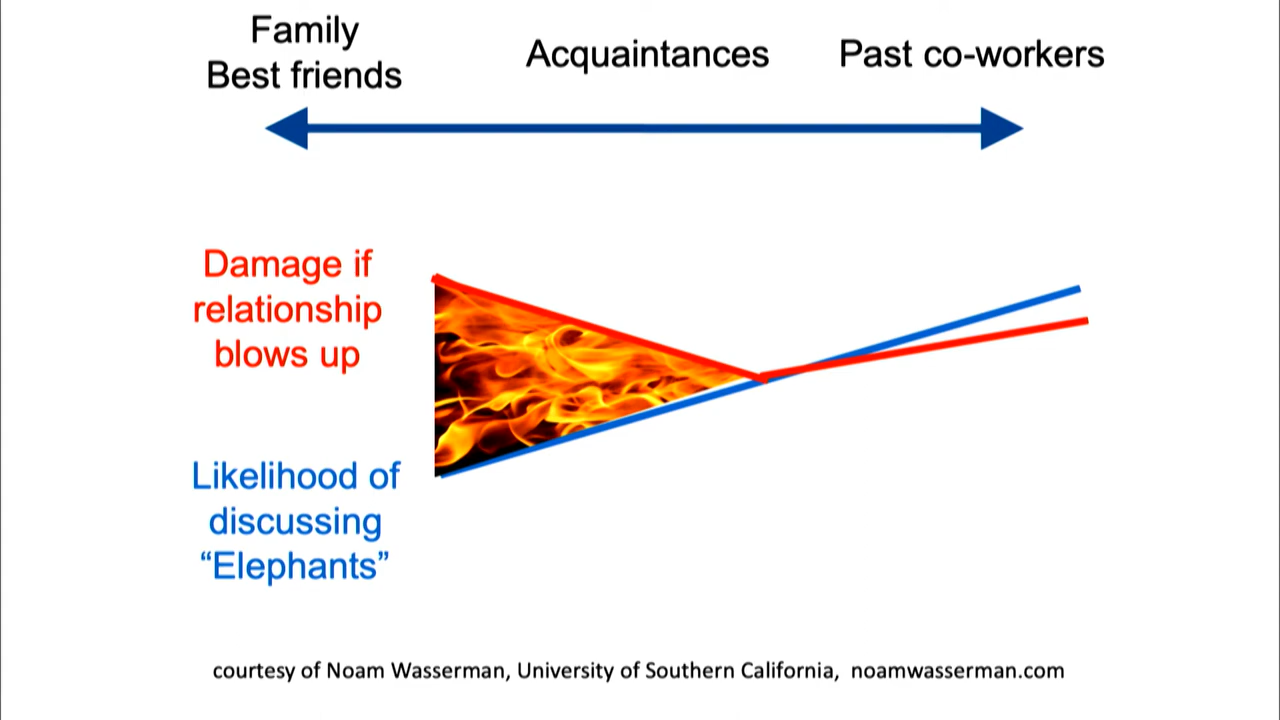 Family
Best friends
Acquaintances
Past co-workers
Damage if
relationship
blows up
Likelihood of
discussing
“Elephants”
courtesy of Noam Wasserman, University of Southern California, noamwasserman.com